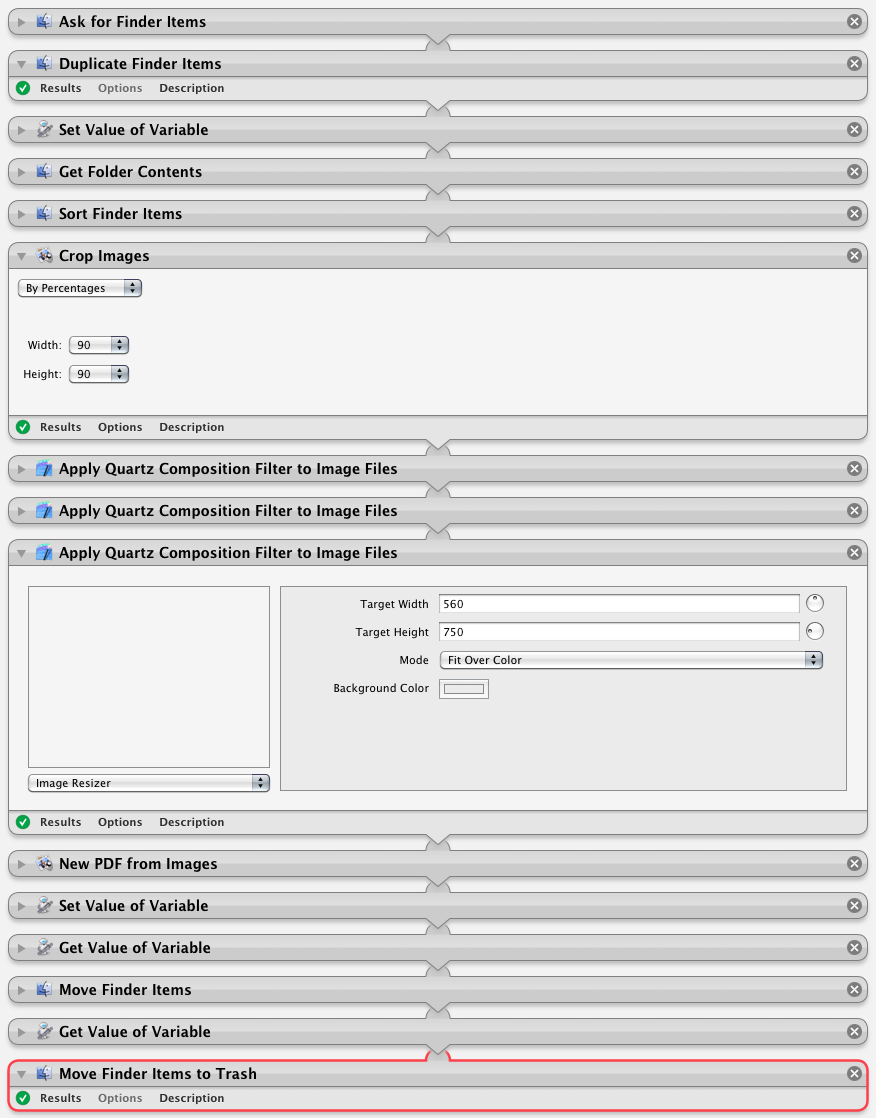 Ask for Finder Items
Duplicate Finder Items
Results Options Description
Set Value of Variable
Get Folder Contents
Sort Finder Items
Crop Images
By Percentages
Width: 90
Height: 90
Results Options Description
Apply Quartz Composition Filter to Image Files
Apply Quartz Composition Filter to Image Files
Apply Quartz Composition Filter to Image Files
Target Width 560
Target Height 750
Mode Fit Over Color
Background Color
Image Resizer
Results Options Description
New PDF from Images
Set Value of Variable
Get Value of Variable
Move Finder Items
Get Value of Variable
Move Finder Items to Trash
Results Options Description